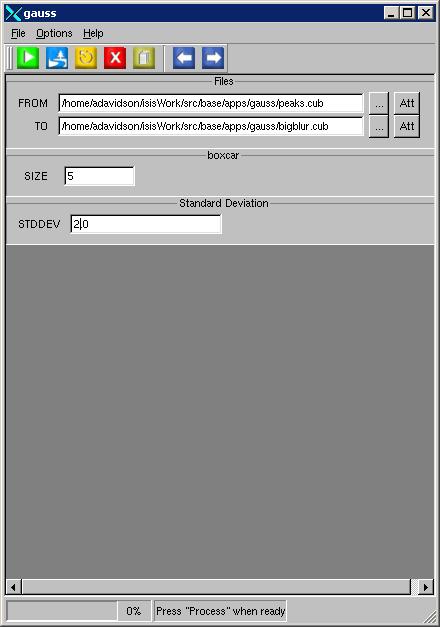 gauss
File Options Help
Files
FROM /home/adavidson/isisWork/src/base/apps/gauss/peaks.cub ... Att
TO /home/adavidson/isisWork/src/base/apps/gauss/bigblur.cub ... Att
boxcar
SIZE 5
Standard Deviation
STDDEV 2.0
0% Press "Process" when ready